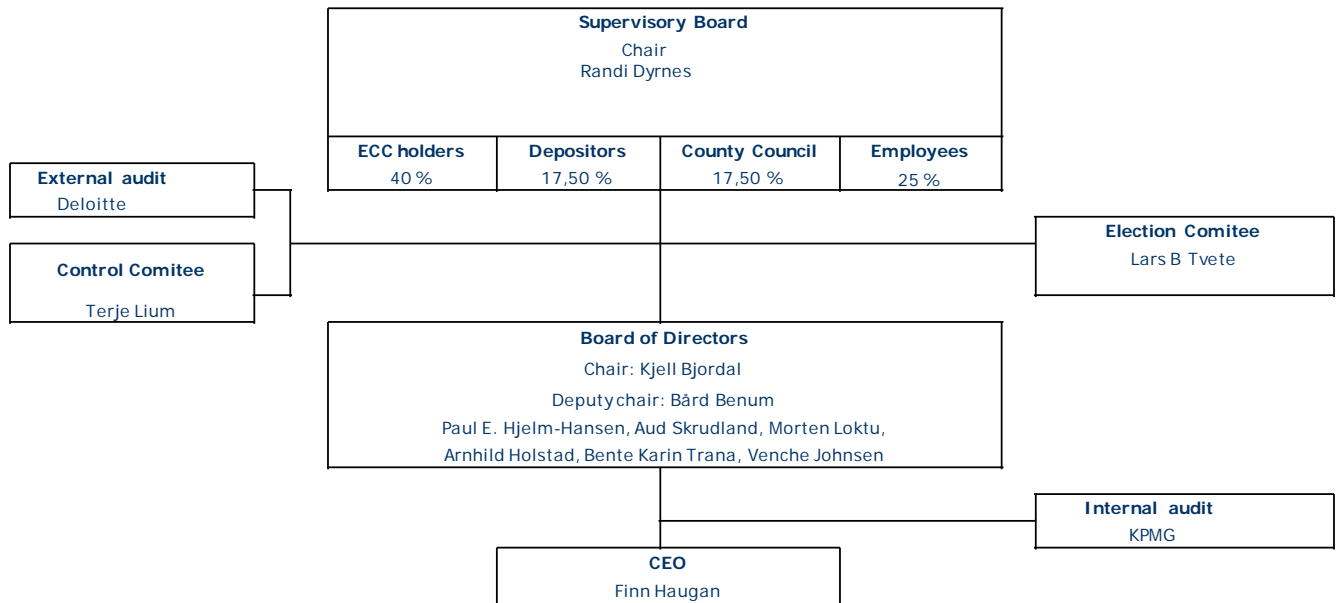 Supervisory Board
Chair
Randi Dyrnes
ECC holders
40 %
Depositors
17,50 %
County Council
17,50 %
Employees
25 %
External audit
Deloitte
Control Comitee
Terje Lium
Election Comitee
Lars B Tvete
Board of Directors
Chair: Kjell Bjordal
Deputy chair: Bård Benum
Paul E. Hjelm-Hansen, Aud Skrudland, Morten Loktu,
Arnhild Holstad, Bente Karin Trana, Venche Johnsen
Internal audit
KPMG
CEO
Finn Haugan